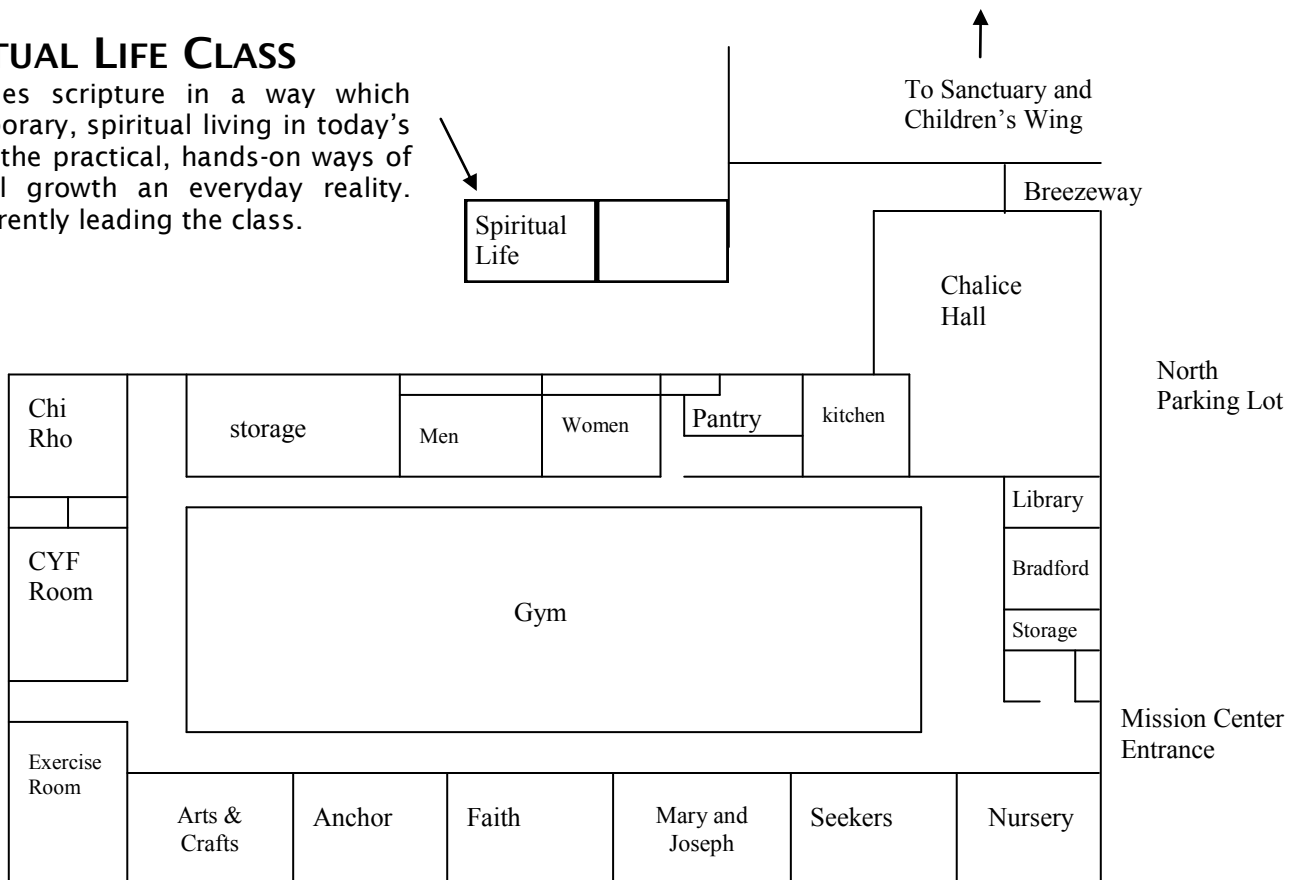 TUAL LIFE CLASS
es scripture in a way which
porary, spiritual living in today's
the practical, hands-on ways of
l growth an everyday reality.
rently leading the class.
To Sanctuary and
Children's Wing
Breezeway
Spiritual
Life
Chalice
Hall
North
Parking Lot
Chi
Rho
storage
Men
Women
Pantry
kitchen
Library
CYF
Room
Bradford
Gym
Storage
Mission Center
Entrance
Exercise
Room
Arts &
Crafts
Anchor
Faith
Mary and
Joseph
Seekers
Nursery